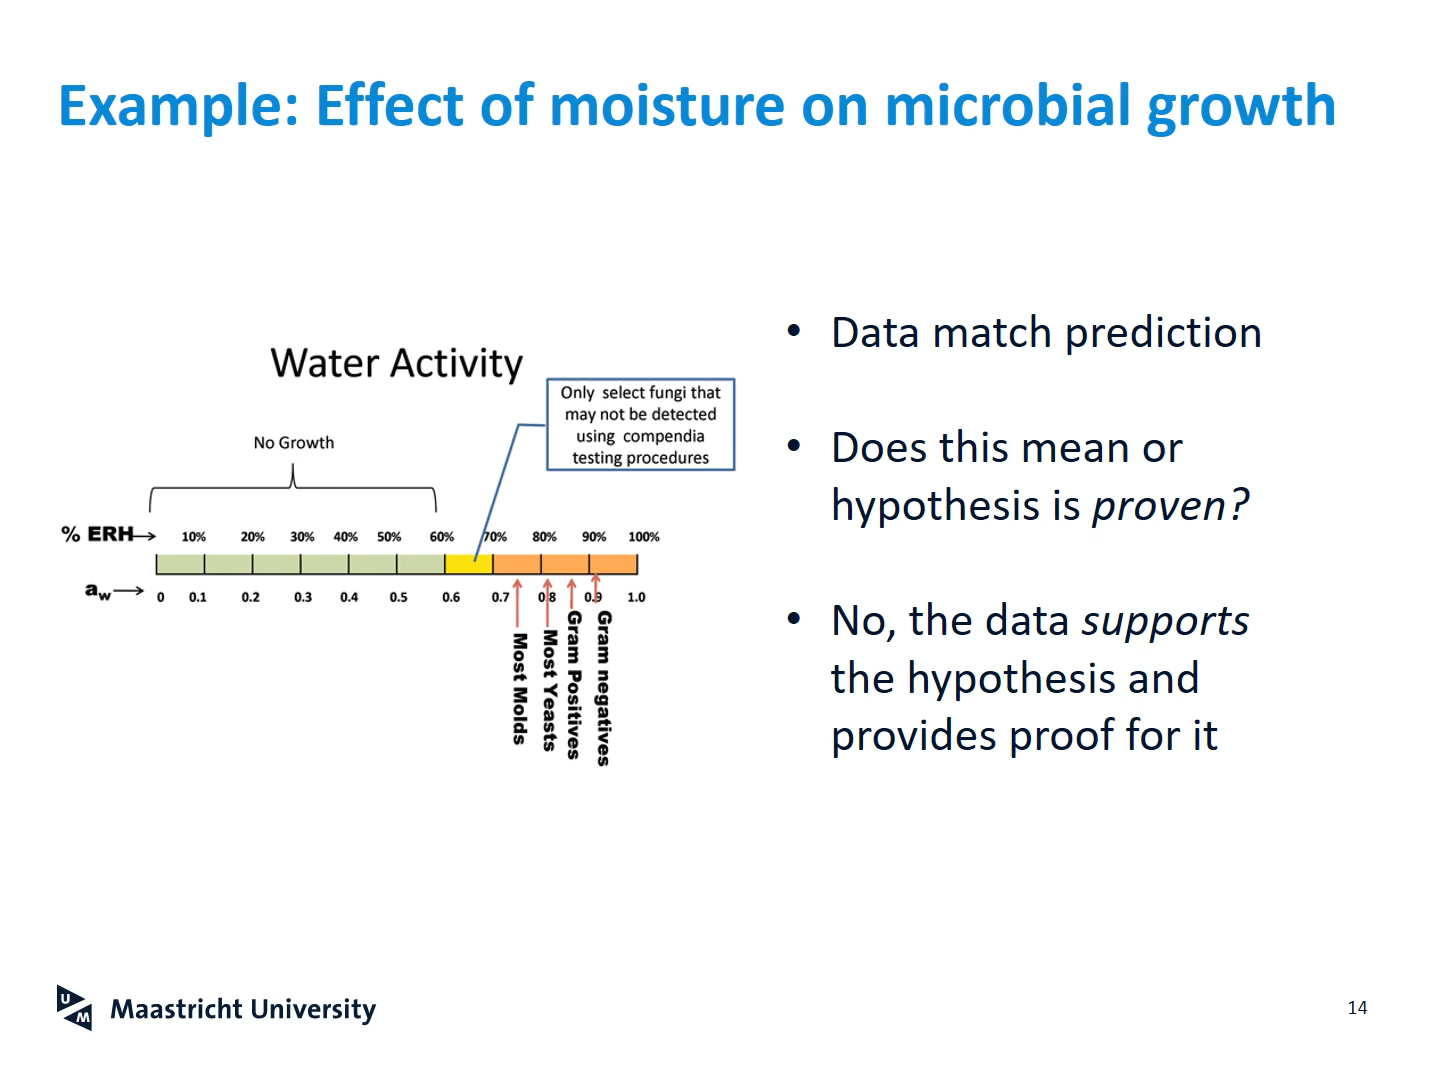 Example: Effect of moisture on microbial growth
Water Activity
Only select fungi that
may not be detected
using compendia
testing procedures
No Growth
% ERH
10% 20% 30% 40% 50% 60% 70% 80% 90% 100%
aw
0 0.1 0.2 0.3 0.4 0.5 0.6 0.7 0.8 0.9 1.0
Most Molds
Most Yeasts
Gram Positives
Gram negatives
• Data match prediction
• Does this mean or
hypothesis is proven?
• No, the data supports
the hypothesis and
provides proof for it
UM
Maastricht University
14